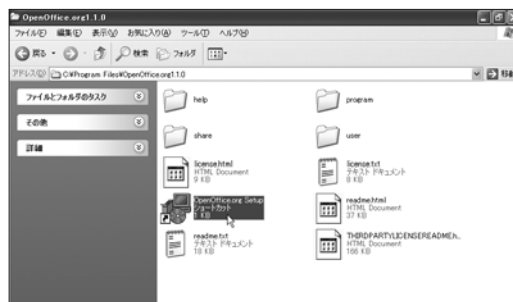 OpenOffice.org1.1.0
ファイル(F) 編集(E) 表示(V) お気に入り(A) ツール(T) ヘルプ(H)
戻る 検索 フォルダ
アドレス(D) C:¥Program Files¥OpenOffice.org1.1.0 移動
ファイルとフォルダのタスク
その他
詳細
help
program
share
user
license.html
HTML Document
9 KB
license.txt
テキスト ドキュメント
8 KB
OpenOffice.org Setup
ショートカット
1 KB
readme.html
HTML Document
37 KB
readme.txt
テキスト ドキュメント
18 KB
THIRDPARTYLICENSEREADME.h..
HTML Document
166 KB